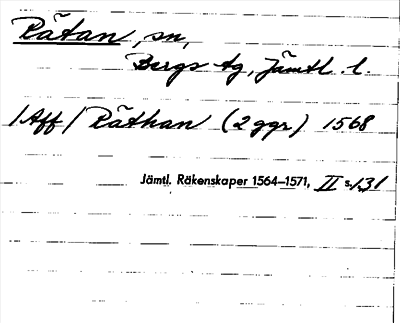 Rätan, sn,
Bergs tg, Jämtl. l.
/Aff/ Räthan (2 ggr) 1568
Jämtl. Räkenskaper 1564–1571, II s. 131